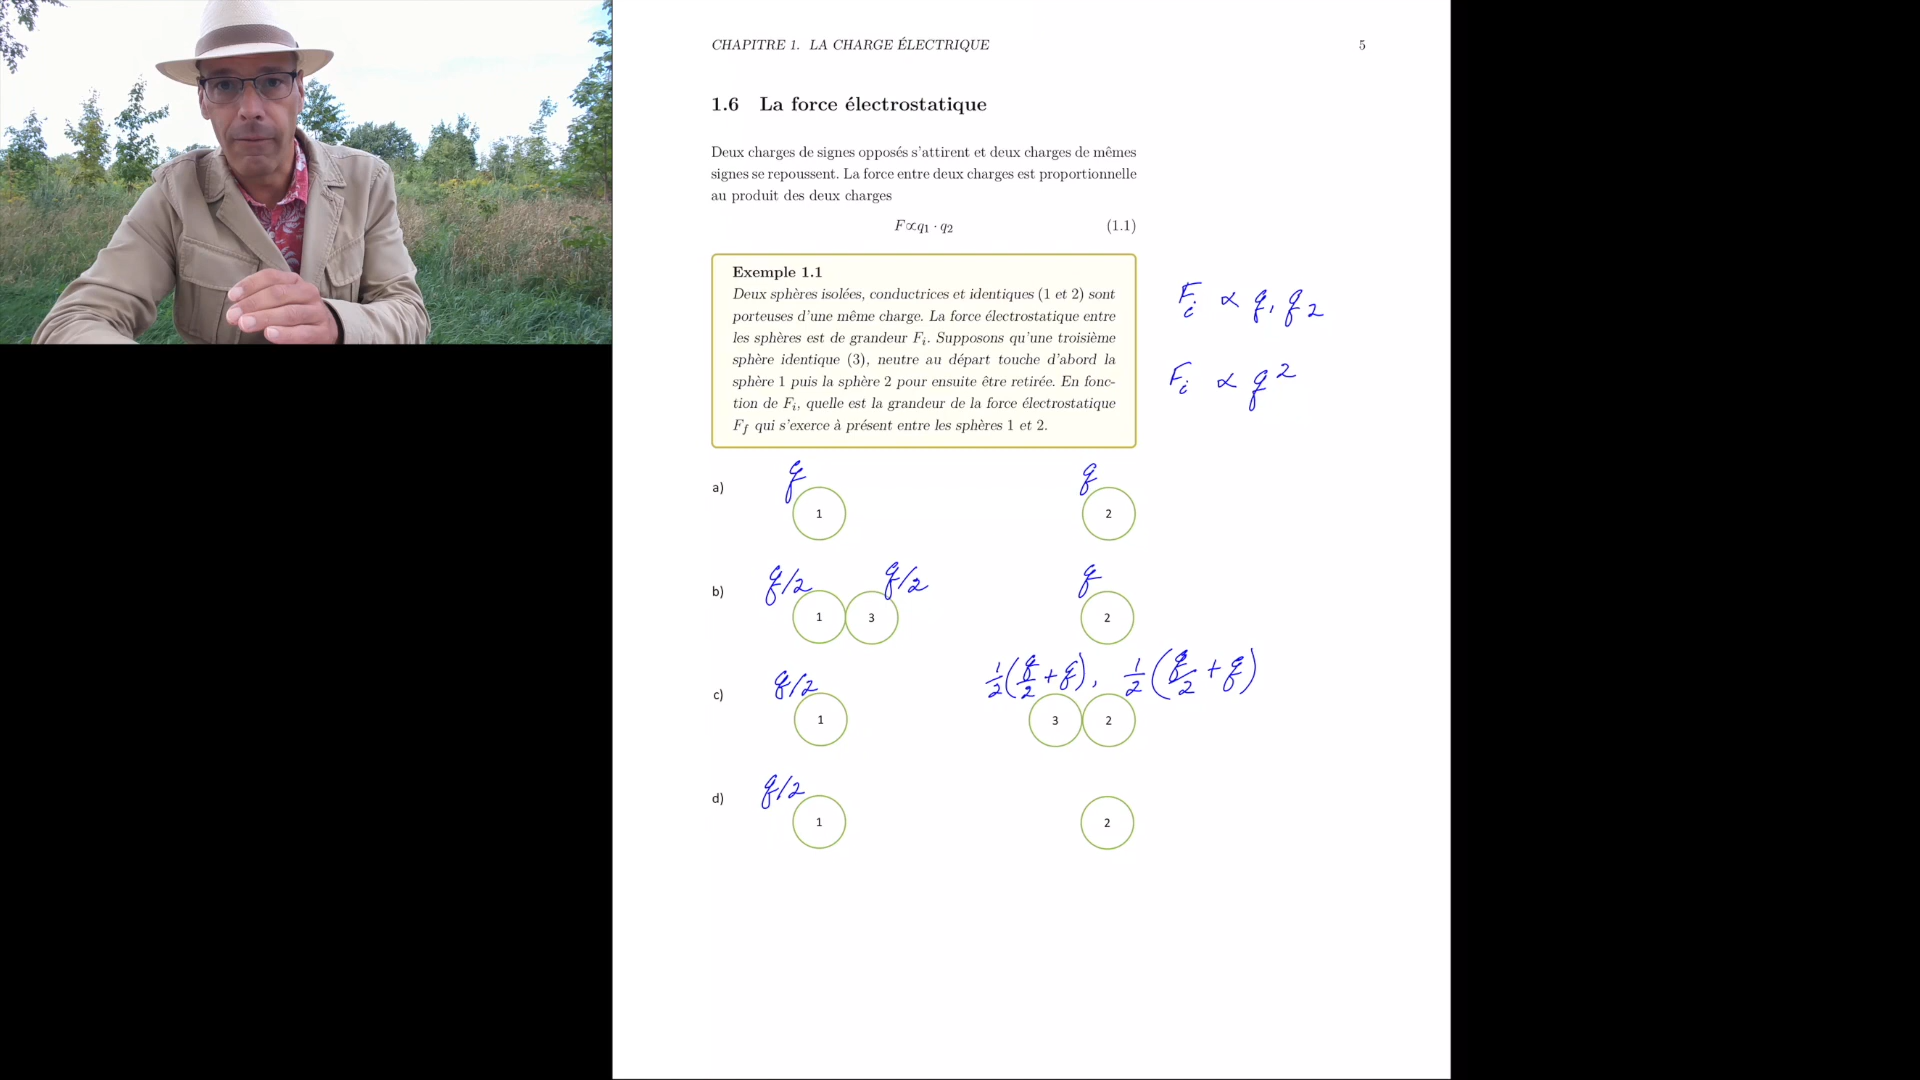 CHAPITRE 1. LA CHARGE ÉLECTRIQUE 5
1.6 La force électrostatique
Deux charges de signes opposés s'attirent et deux charges de mêmes
signes se repoussent. La force entre deux charges est proportionnelle
au produit des deux charges
F∝q₁ · q₂ (1.1)
Exemple 1.1
Deux sphères isolées, conductrices et identiques (1 et 2) sont
porteuses d'une même charge. La force électrostatique entre
les sphères est de grandeur Fᵢ. Supposons qu'une troisième
sphère identique (3), neutre au départ touche d'abord la
sphère 1 puis la sphère 2 pour ensuite être retirée. En fonc-
tion de Fᵢ, quelle est la grandeur de la force électrostatique
F_f qui s'exerce à présent entre les sphères 1 et 2.
Fᵢ ∝ q₁ q₂
Fᵢ ∝ q²
q q
a) 1 2
q/2 q/2 q
b) 1 3 2
q/2 1/2(q/2+q), 1/2(q/2+q)
c) 1 3 2
q/2
d) 1 2